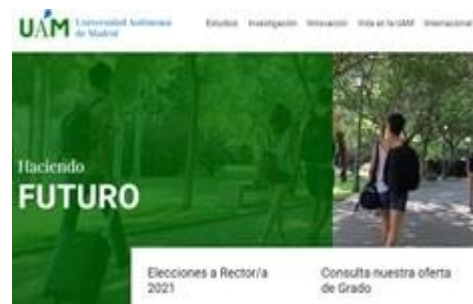 UAM Universidad Autónoma
de Madrid
Estudios Investigación Innovación Vida en la UAM Internacional
Haciendo
FUTURO
Elecciones a Rector/a
2021
Consulta nuestra oferta
de Grado